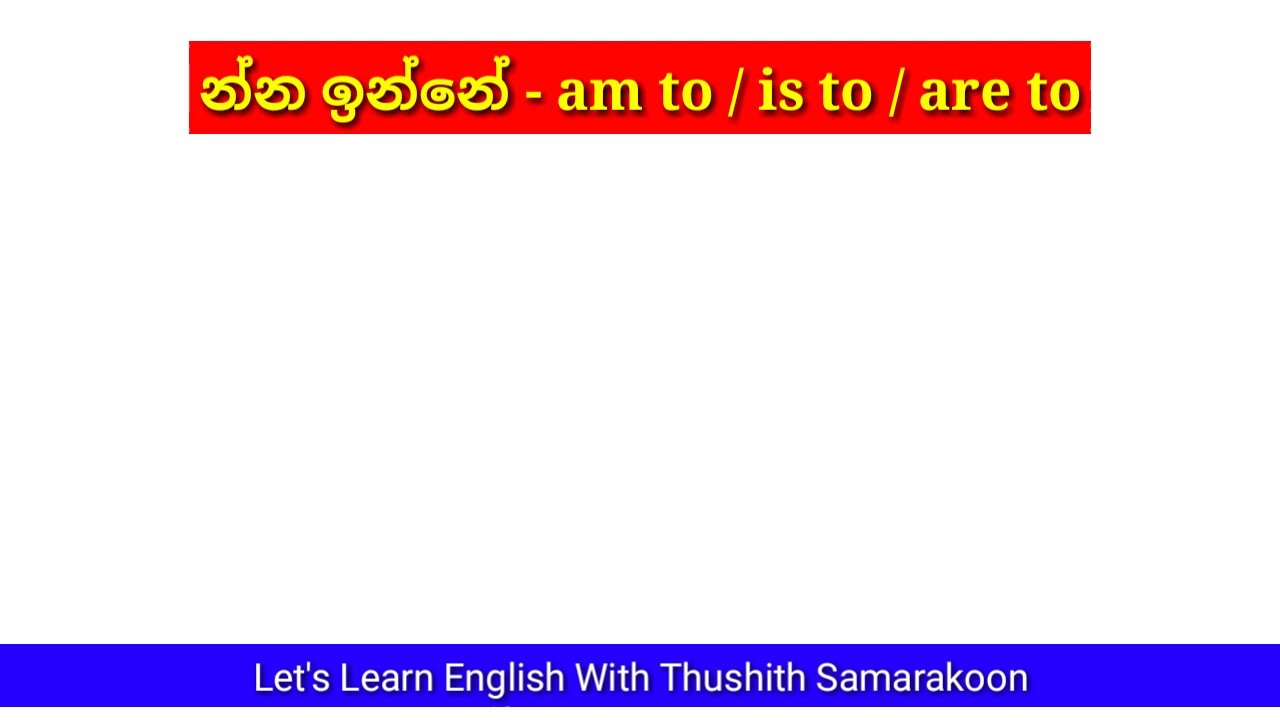 න්න ඉන්නේ - am to / is to / are to
Let's Learn English With Thushith Samarakoon